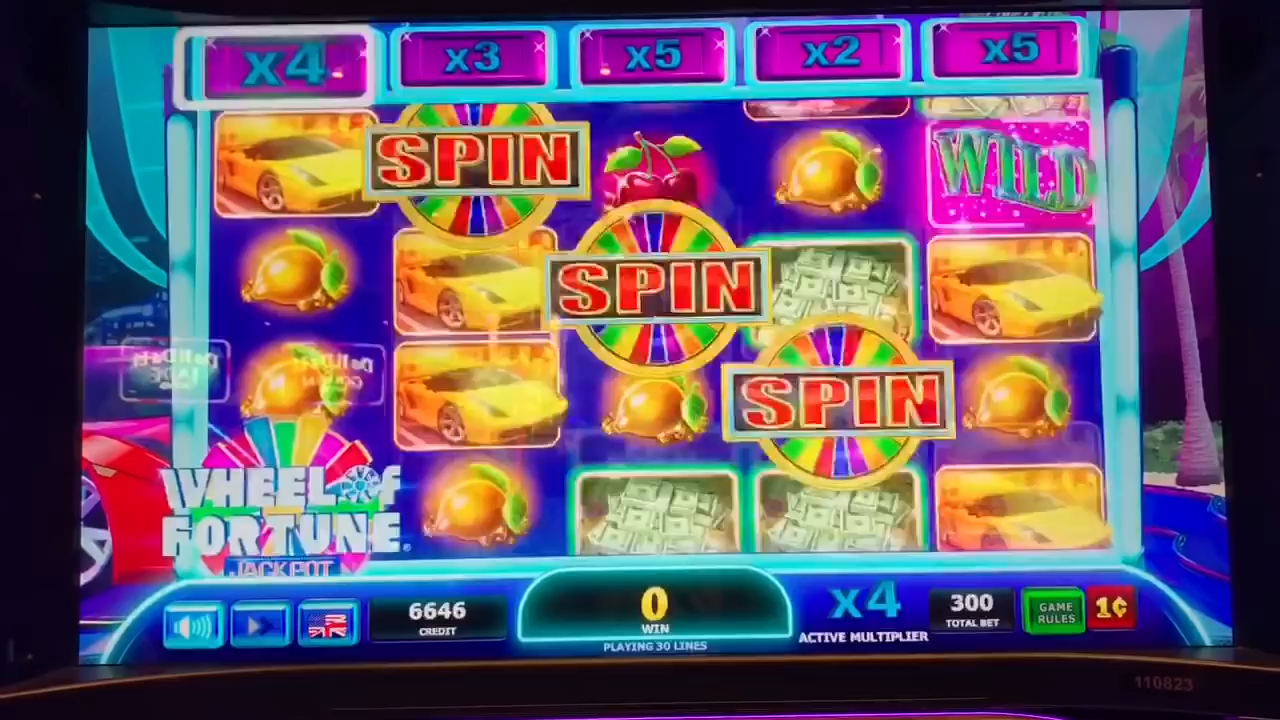 x4 x3 x5 x2 x5
SPIN
WILD
SPIN
SPIN
WHEEL OF
FORTUNE®
JACKPOT
6646
CREDIT
0
WIN
PLAYING 30 LINES
x4
ACTIVE MULTIPLIER
300
TOTAL BET
GAME
RULES
1¢
110823